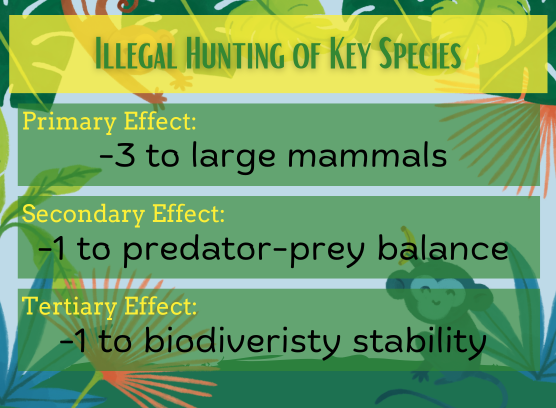 Illegal Hunting of Key Species
Primary Effect:
-3 to large mammals
Secondary Effect:
-1 to predator-prey balance
Tertiary Effect:
-1 to biodiveristy stability